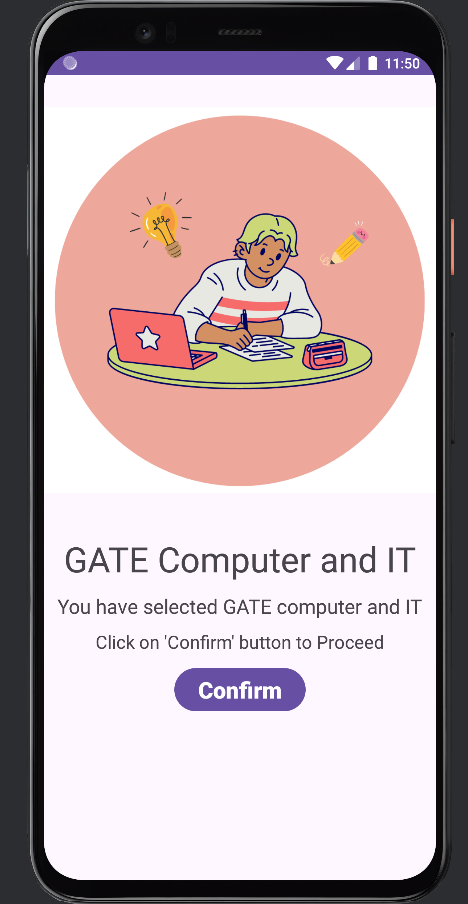 11:50
GATE Computer and IT
You have selected GATE computer and IT
Click on 'Confirm' button to Proceed
Confirm